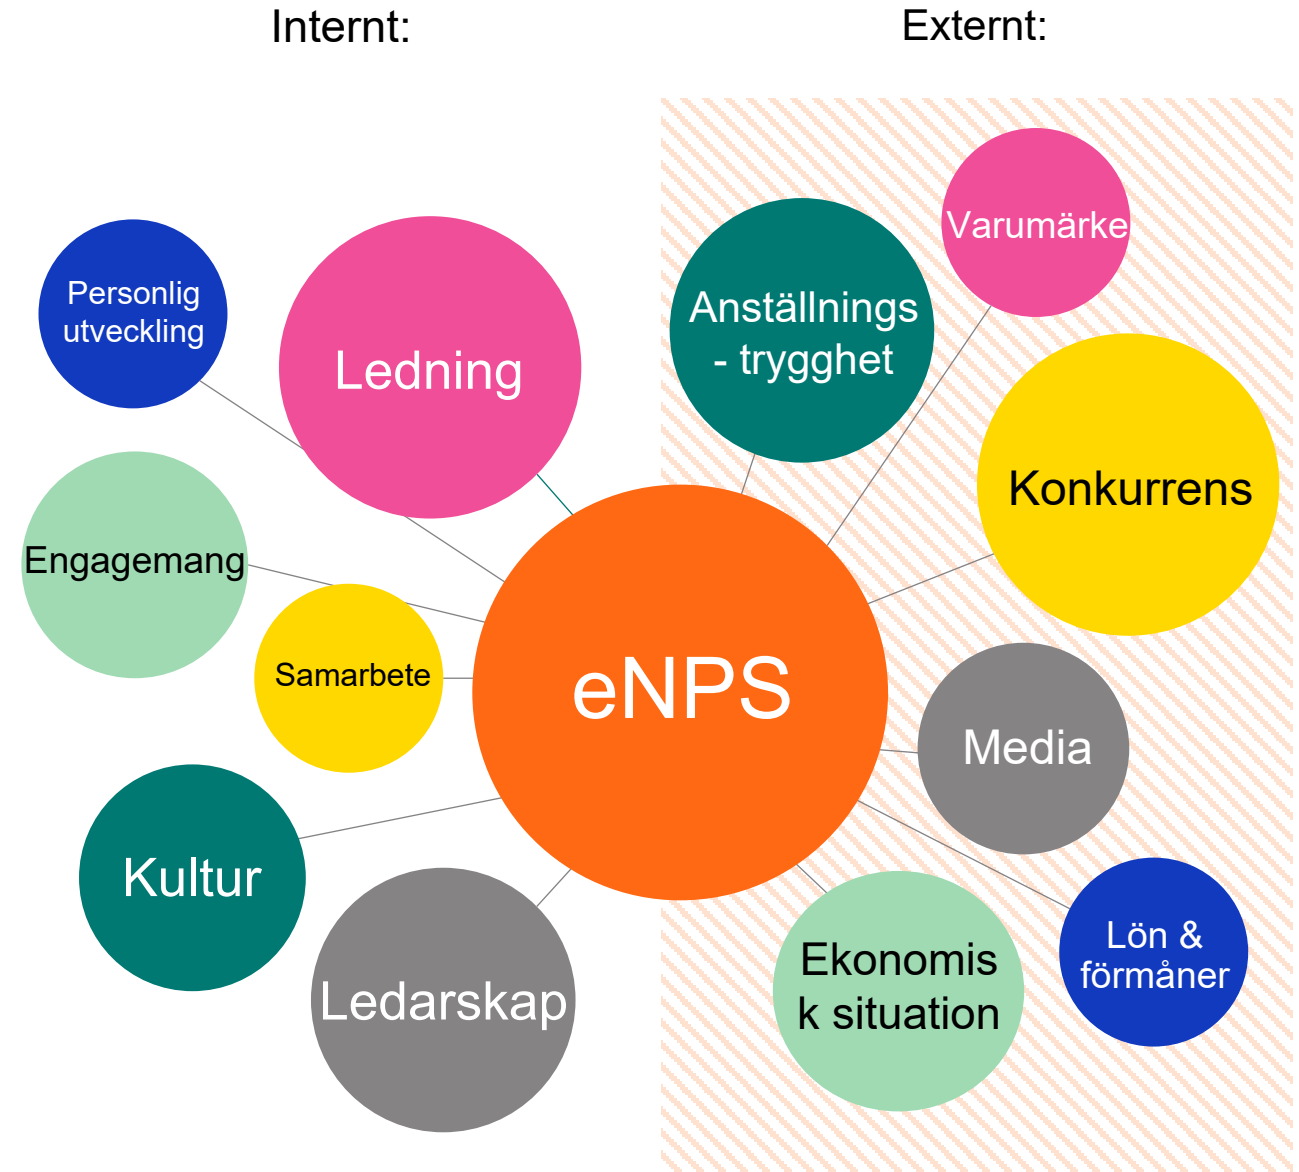 Internt:
Externt:
Personlig
utveckling
Ledning
Engagemang
Samarbete
Kultur
Ledarskap
eNPS
Anställnings
- trygghet
Varumärke
Konkurrens
Media
Lön &
förmåner
Ekonomis
k situation